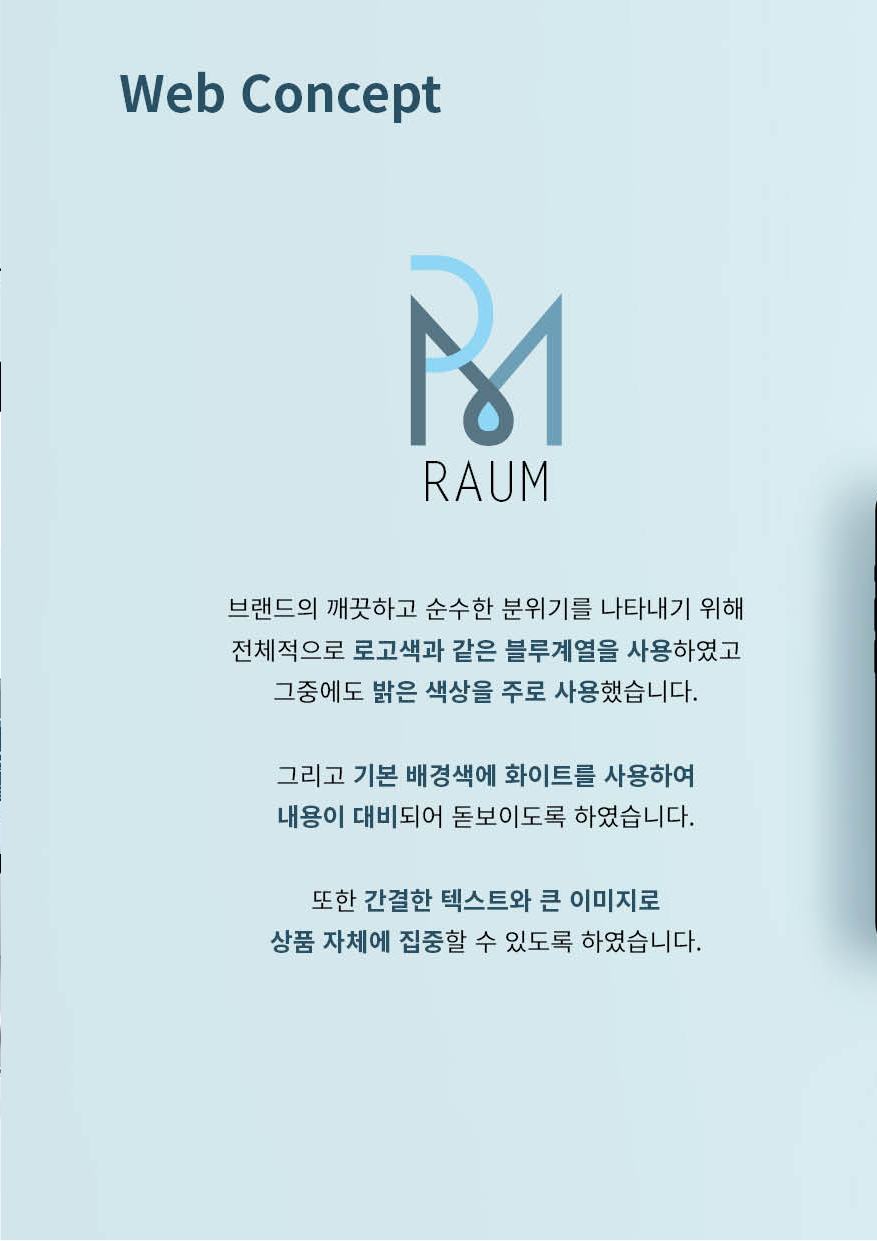 Web Concept
RAUM
브랜드의 깨끗하고 순수한 분위기를 나타내기 위해
전체적으로 로고색과 같은 블루계열을 사용하였고
그중에도 밝은 색상을 주로 사용했습니다.
그리고 기본 배경색에 화이트를 사용하여
내용이 대비되어 돋보이도록 하였습니다.
또한 간결한 텍스트와 큰 이미지로
상품 자체에 집중할 수 있도록 하였습니다.